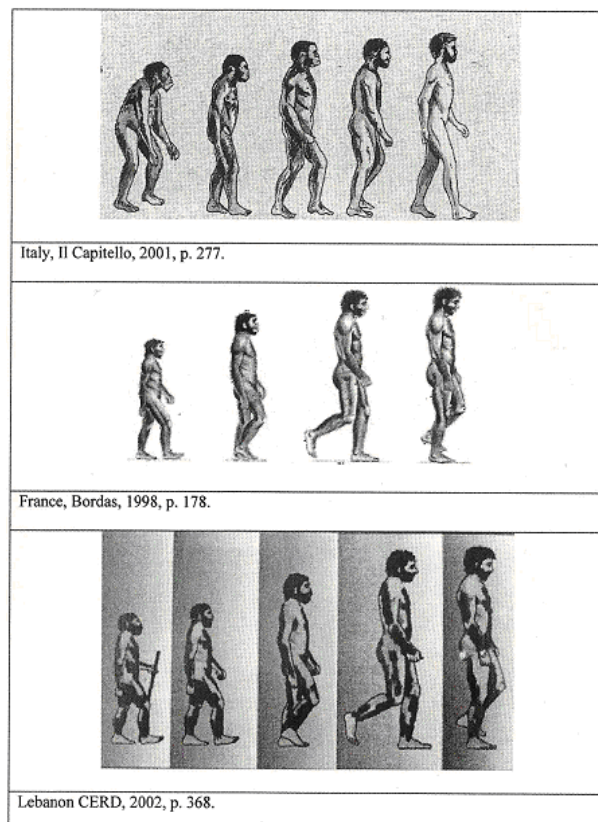 Italy, Il Capitello, 2001, p. 277.
France, Bordas, 1998, p. 178.
Lebanon CERD, 2002, p. 368.